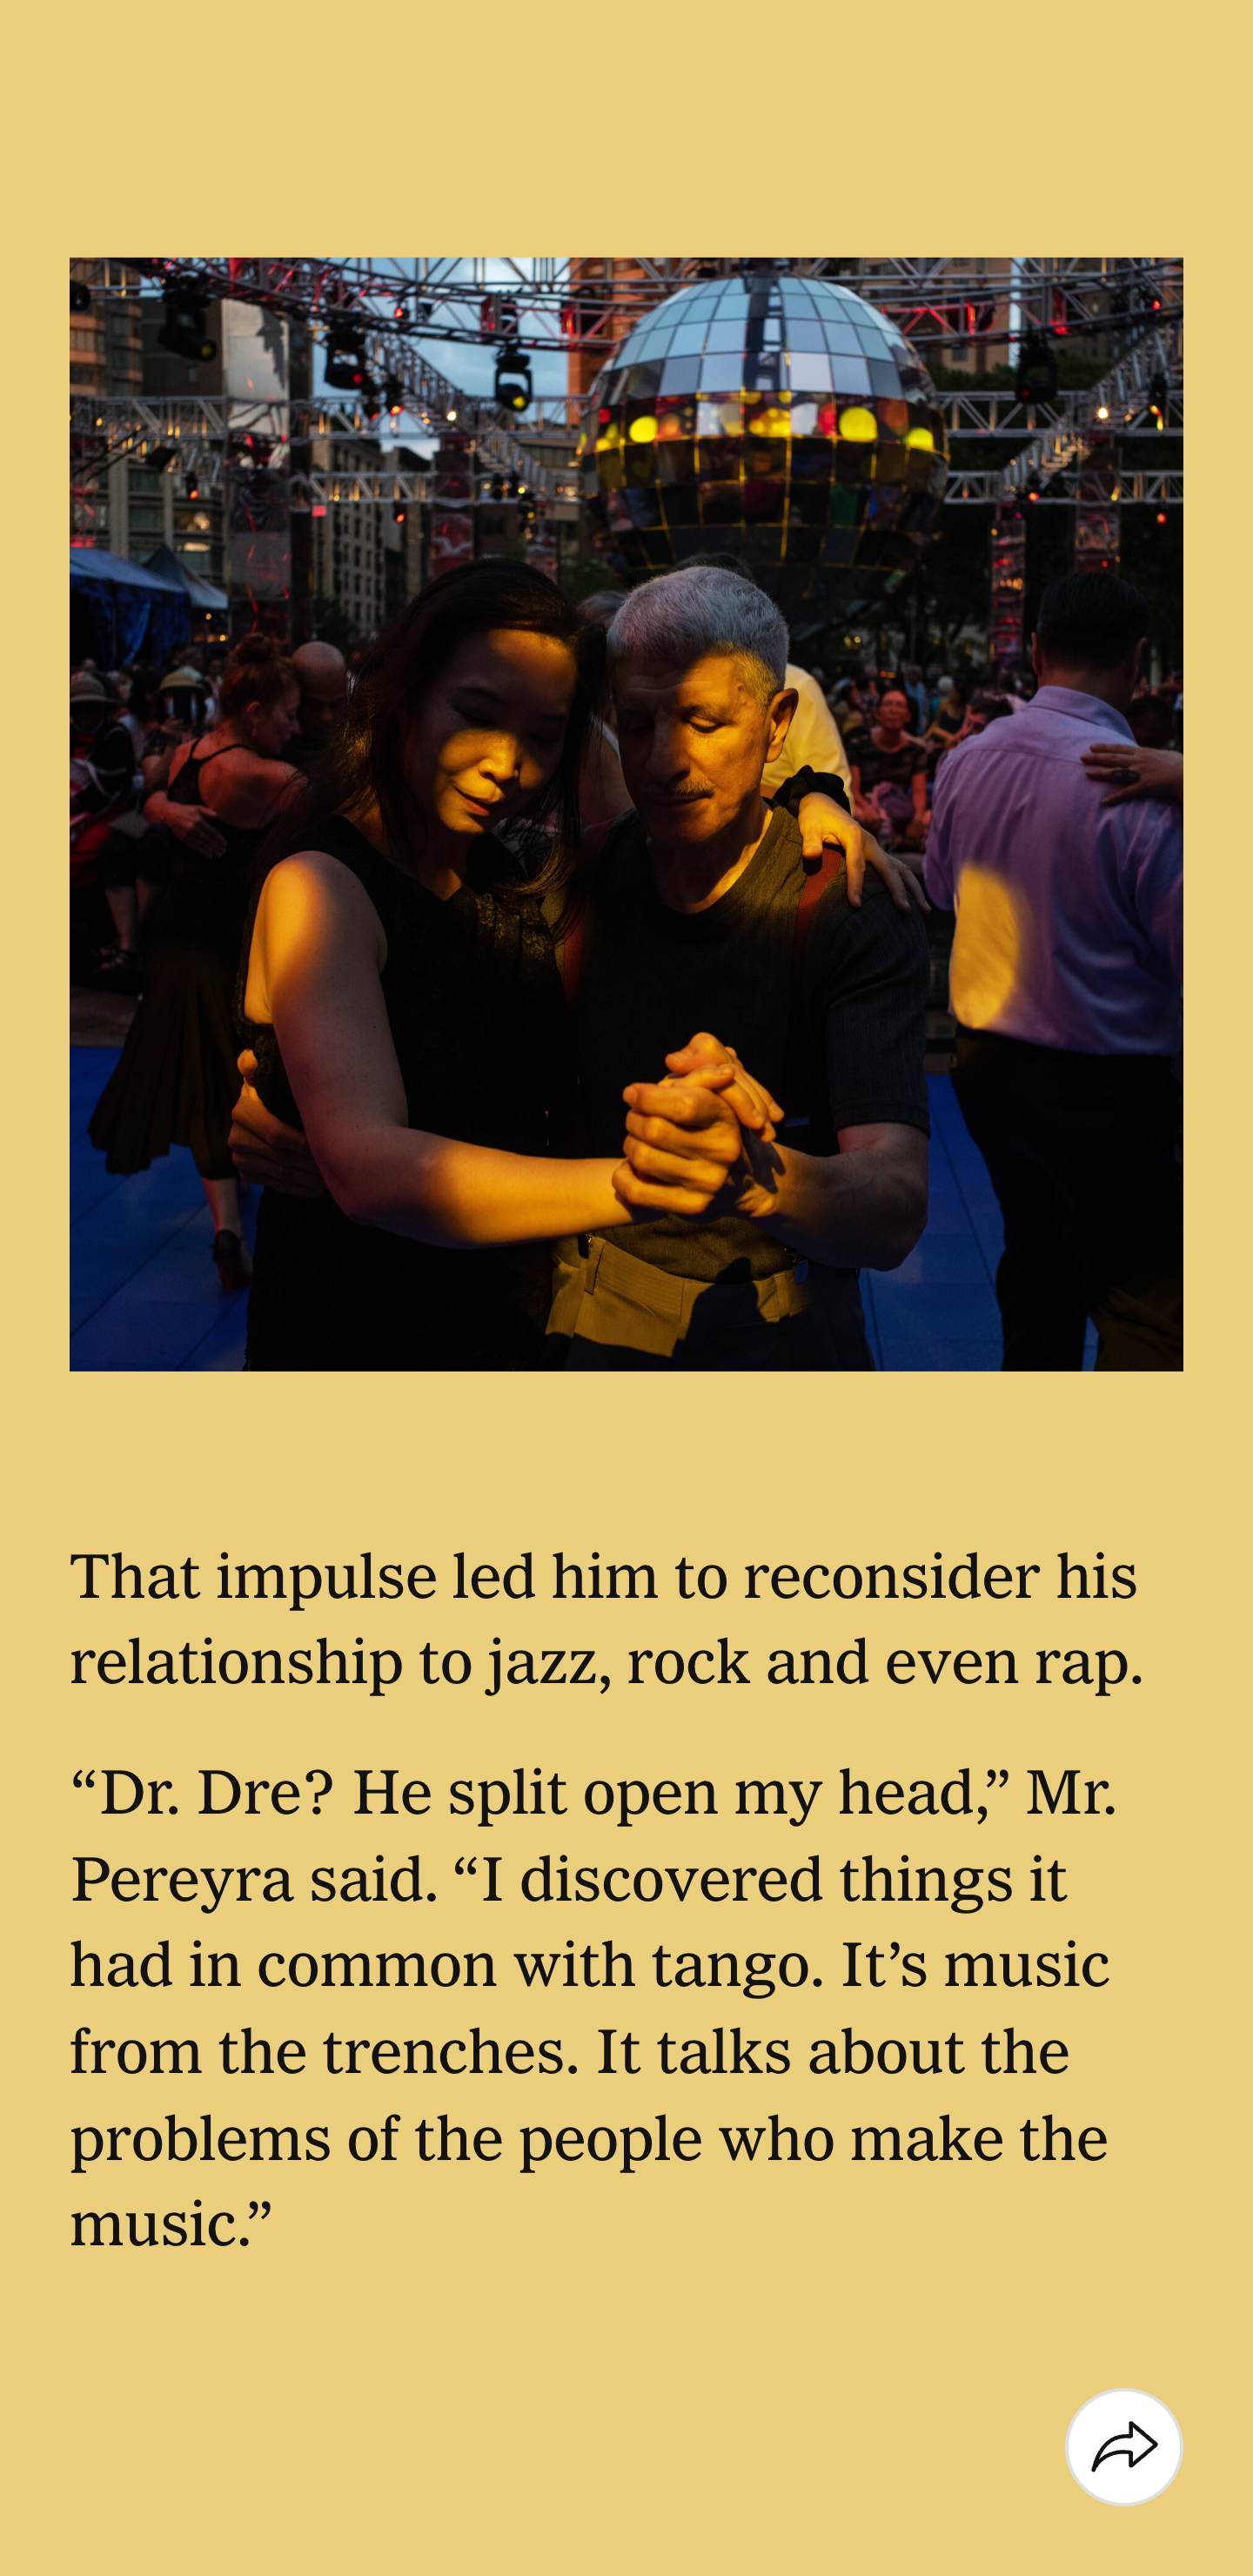 That impulse led him to reconsider his
relationship to jazz, rock and even rap.
“Dr. Dre? He split open my head,” Mr.
Pereyra said. “I discovered things it
had in common with tango. It’s music
from the trenches. It talks about the
problems of the people who make the
music.”